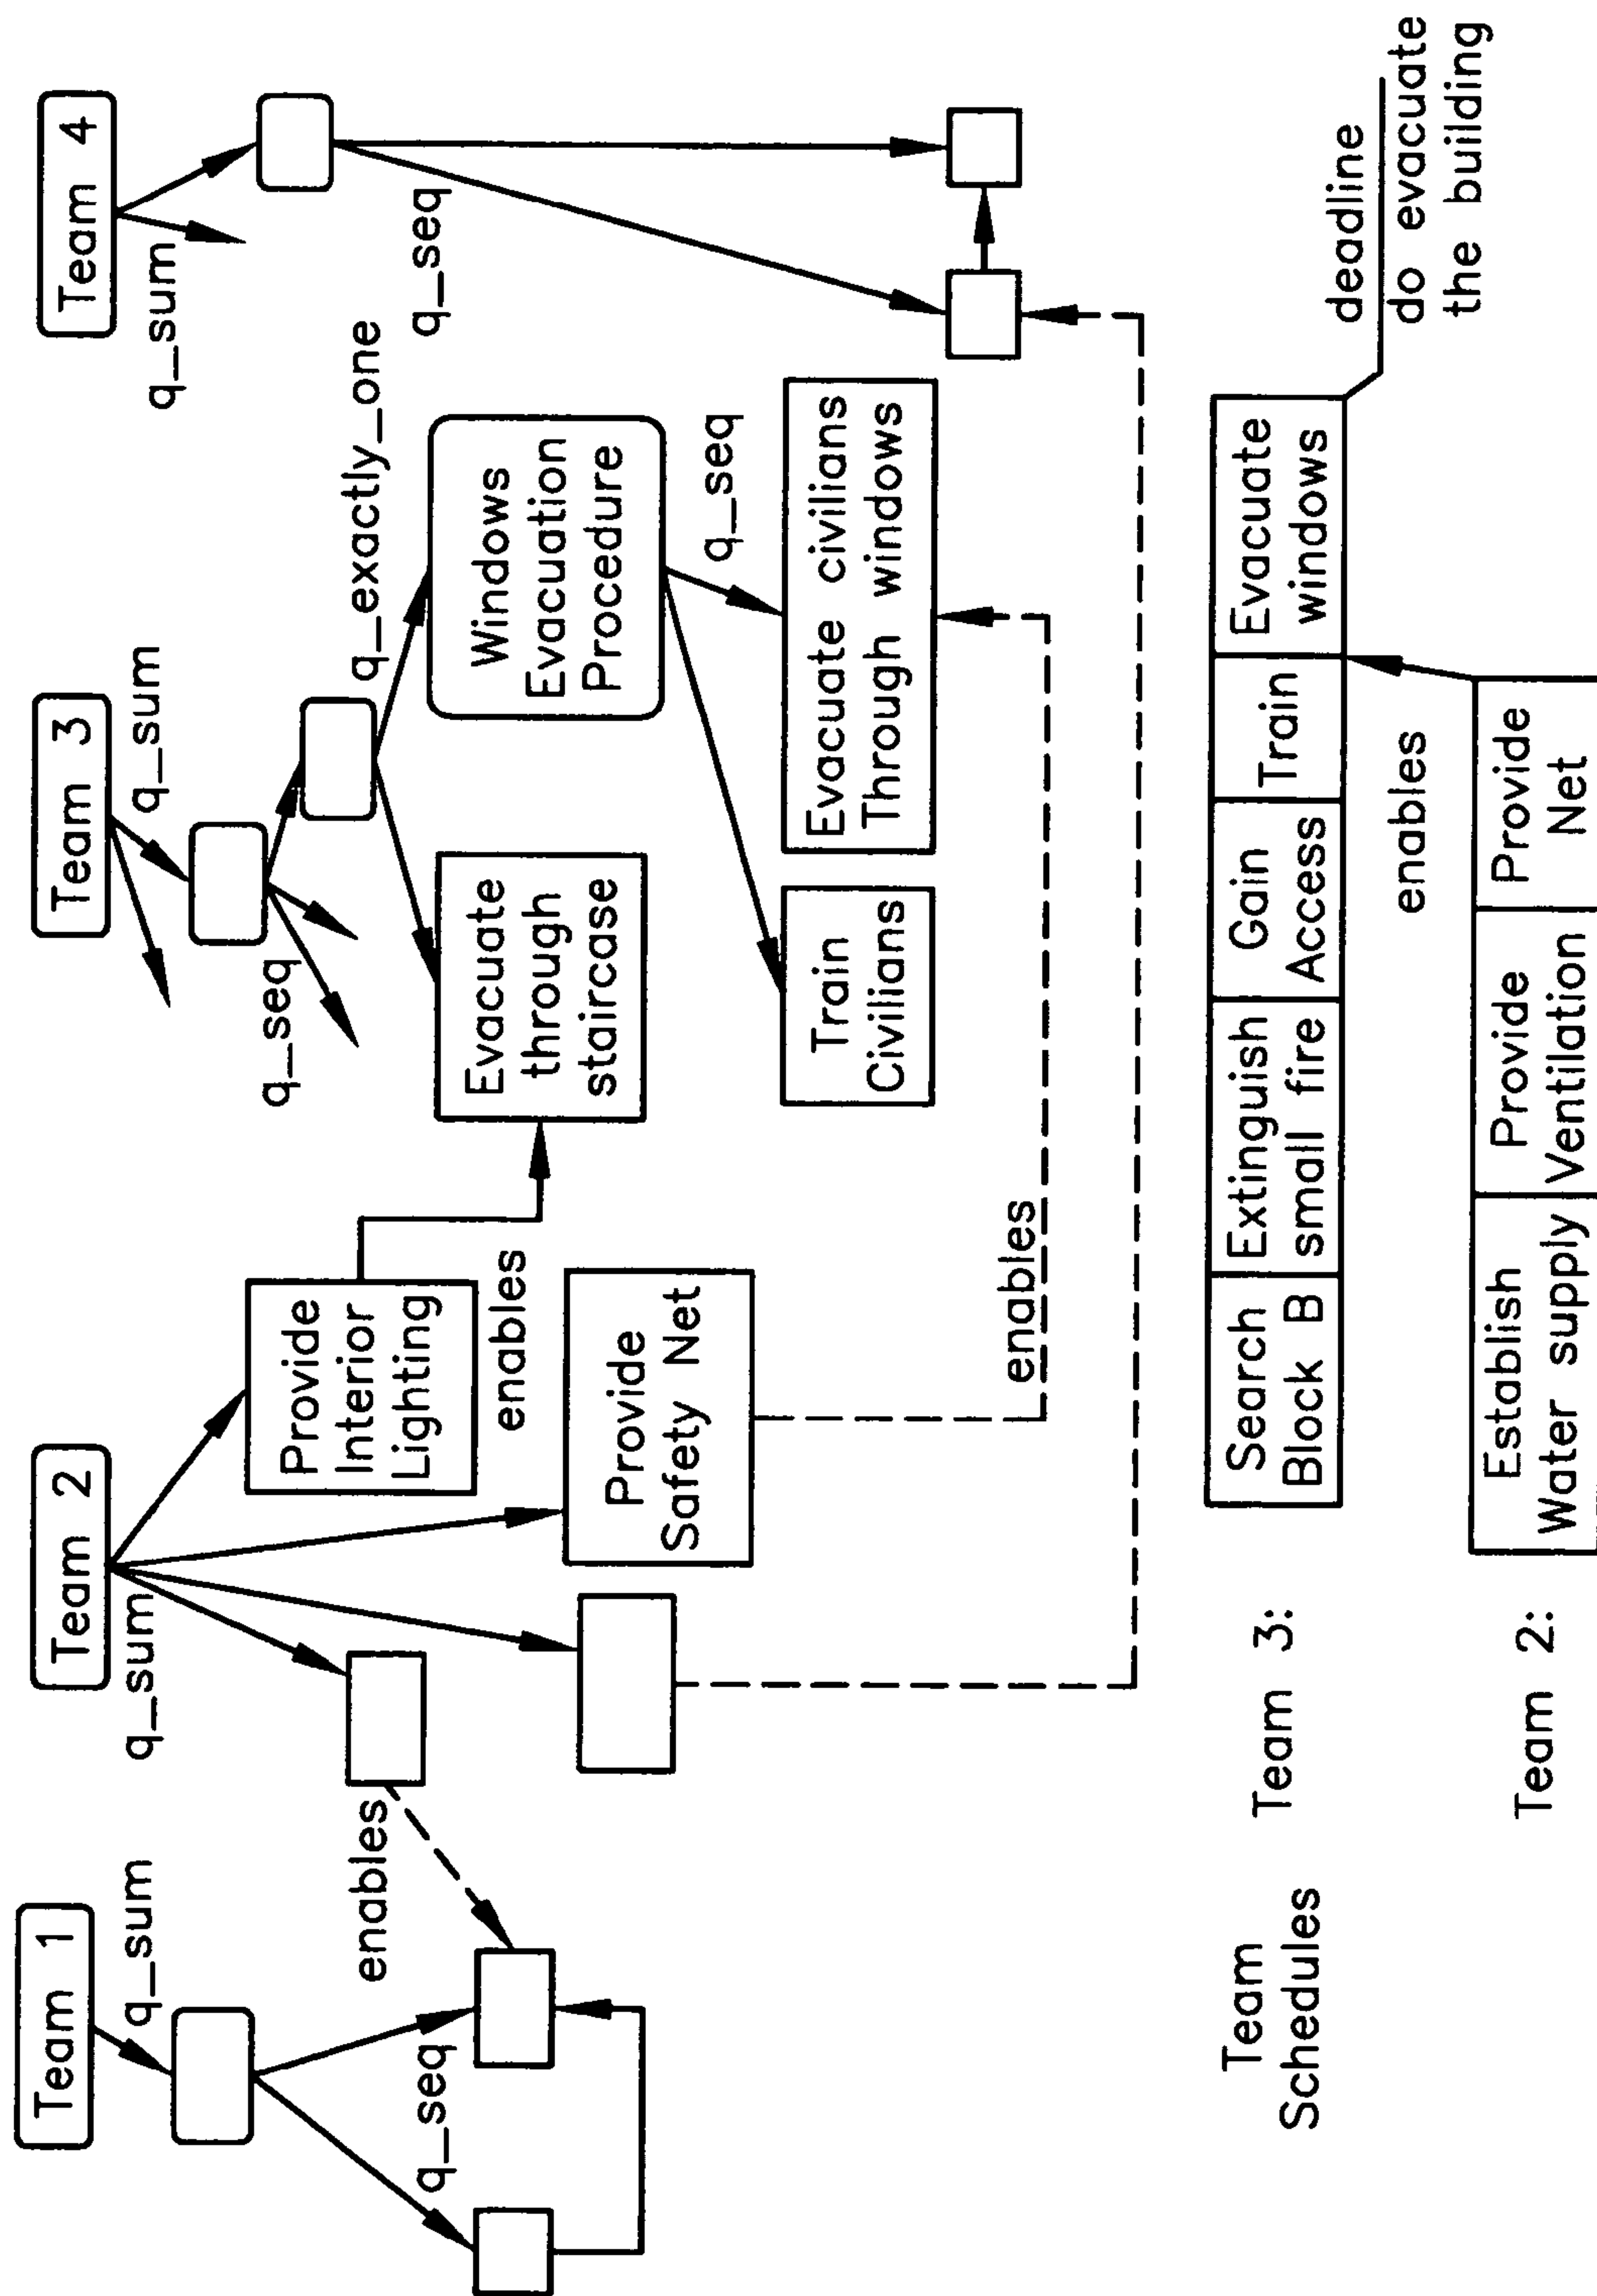 Team 1
q_sum
q_seq
enables
Team 2
q_sum
Provide
Interior
Lighting
enables
Provide
Safety Net
enables
Team 3
q_sum
q_seq
q_exactly_one
Evacuate
through
staircase
Windows
Evacuation
Procedure
q_seq
Train
Civilians
Evacuate civilians
Through windows
Team 4
q_sum
q_seq
Team
Schedules
Team 3:
Search
Block B
Extinguish
small fire
Gain
Access
Train
Evacuate
windows
deadline
do evacuate
the building
enables
Team 2:
Establish
Water supply
Provide
Ventilation
Provide
Net